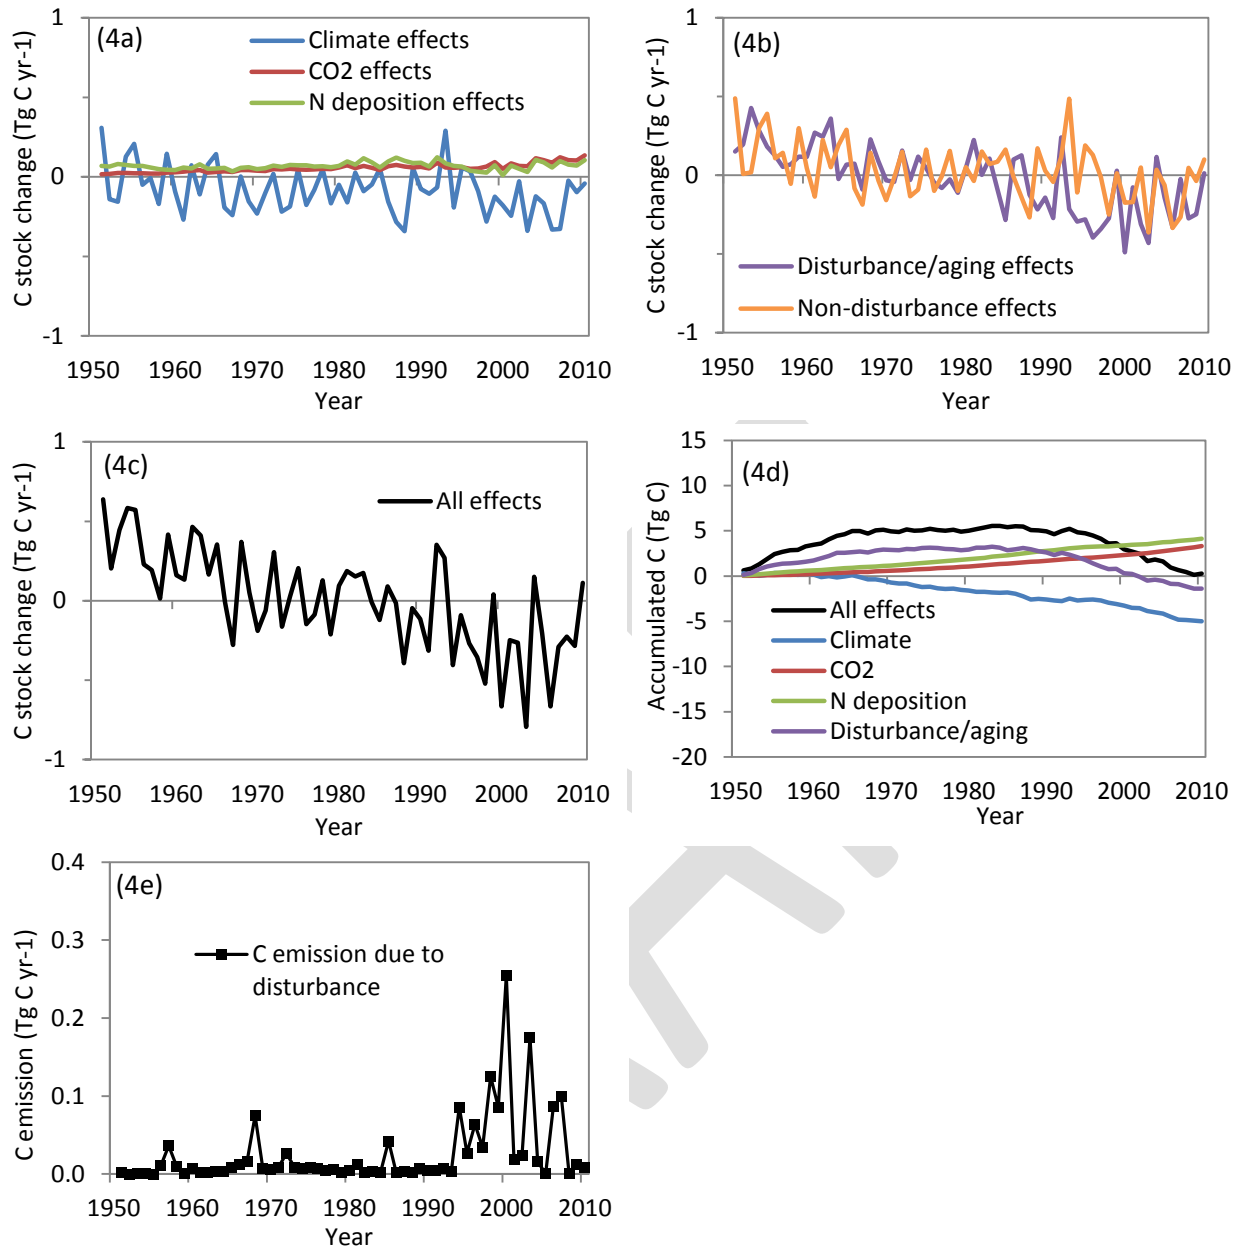 (4a)
Climate effects
CO2 effects
N deposition effects
C stock change (Tg C yr-1)
1
0
-1
1950 1960 1970 1980 1990 2000 2010
Year
(4b)
Disturbance/aging effects
Non-disturbance effects
C stock change (Tg C yr-1)
1
0
-1
1950 1960 1970 1980 1990 2000 2010
Year
(4c)
All effects
C stock change (Tg C yr-1)
1
0
-1
1950 1960 1970 1980 1990 2000 2010
Year
(4d)
All effects
Climate
CO2
N deposition
Disturbance/aging
Accumulated C (Tg C)
15
10
5
0
-5
-10
-15
-20
1950 1960 1970 1980 1990 2000 2010
Year
(4e)
C emission due to
disturbance
C emission (Tg C yr-1)
0.4
0.3
0.2
0.1
0.0
1950 1960 1970 1980 1990 2000 2010
Year